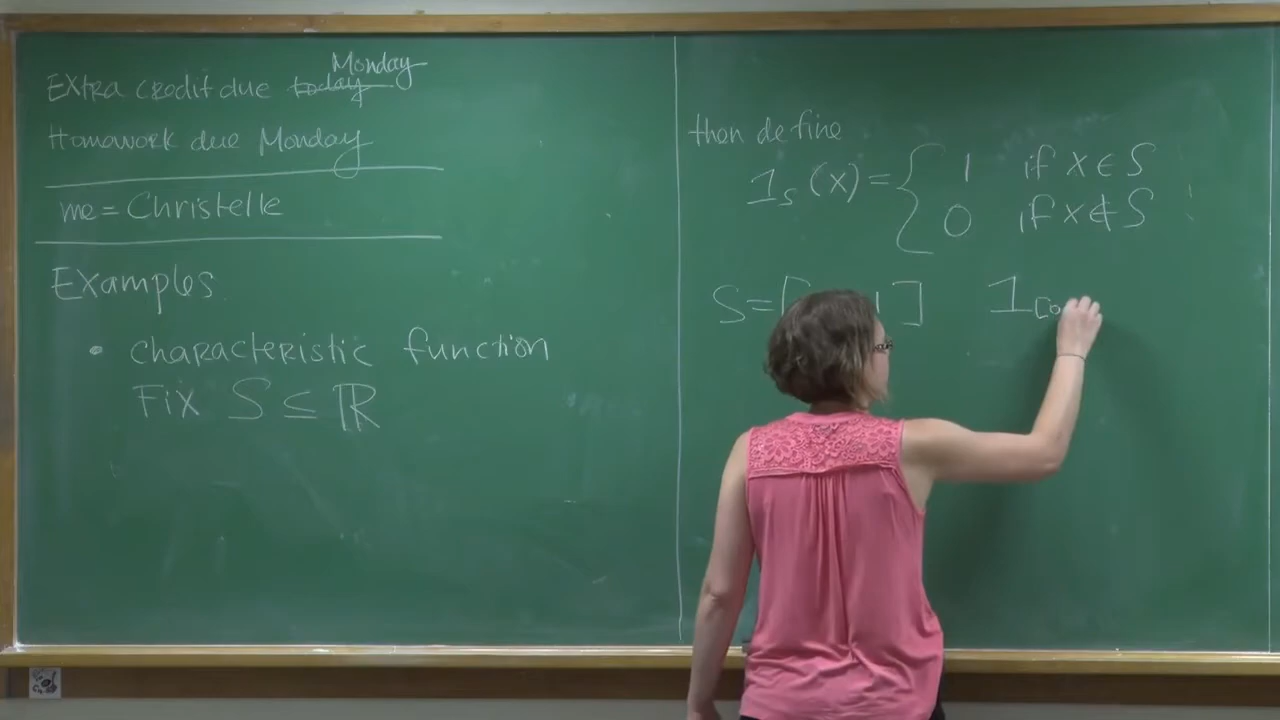 Monday
Extra credit due today
Homework due Monday
me = Christelle
Examples
• characteristic function
Fix S ⊆ ℝ
then define
1_S (x) = { 1 if x ∈ S
0 if x ∉ S
S = [ 1 ] 1_[0